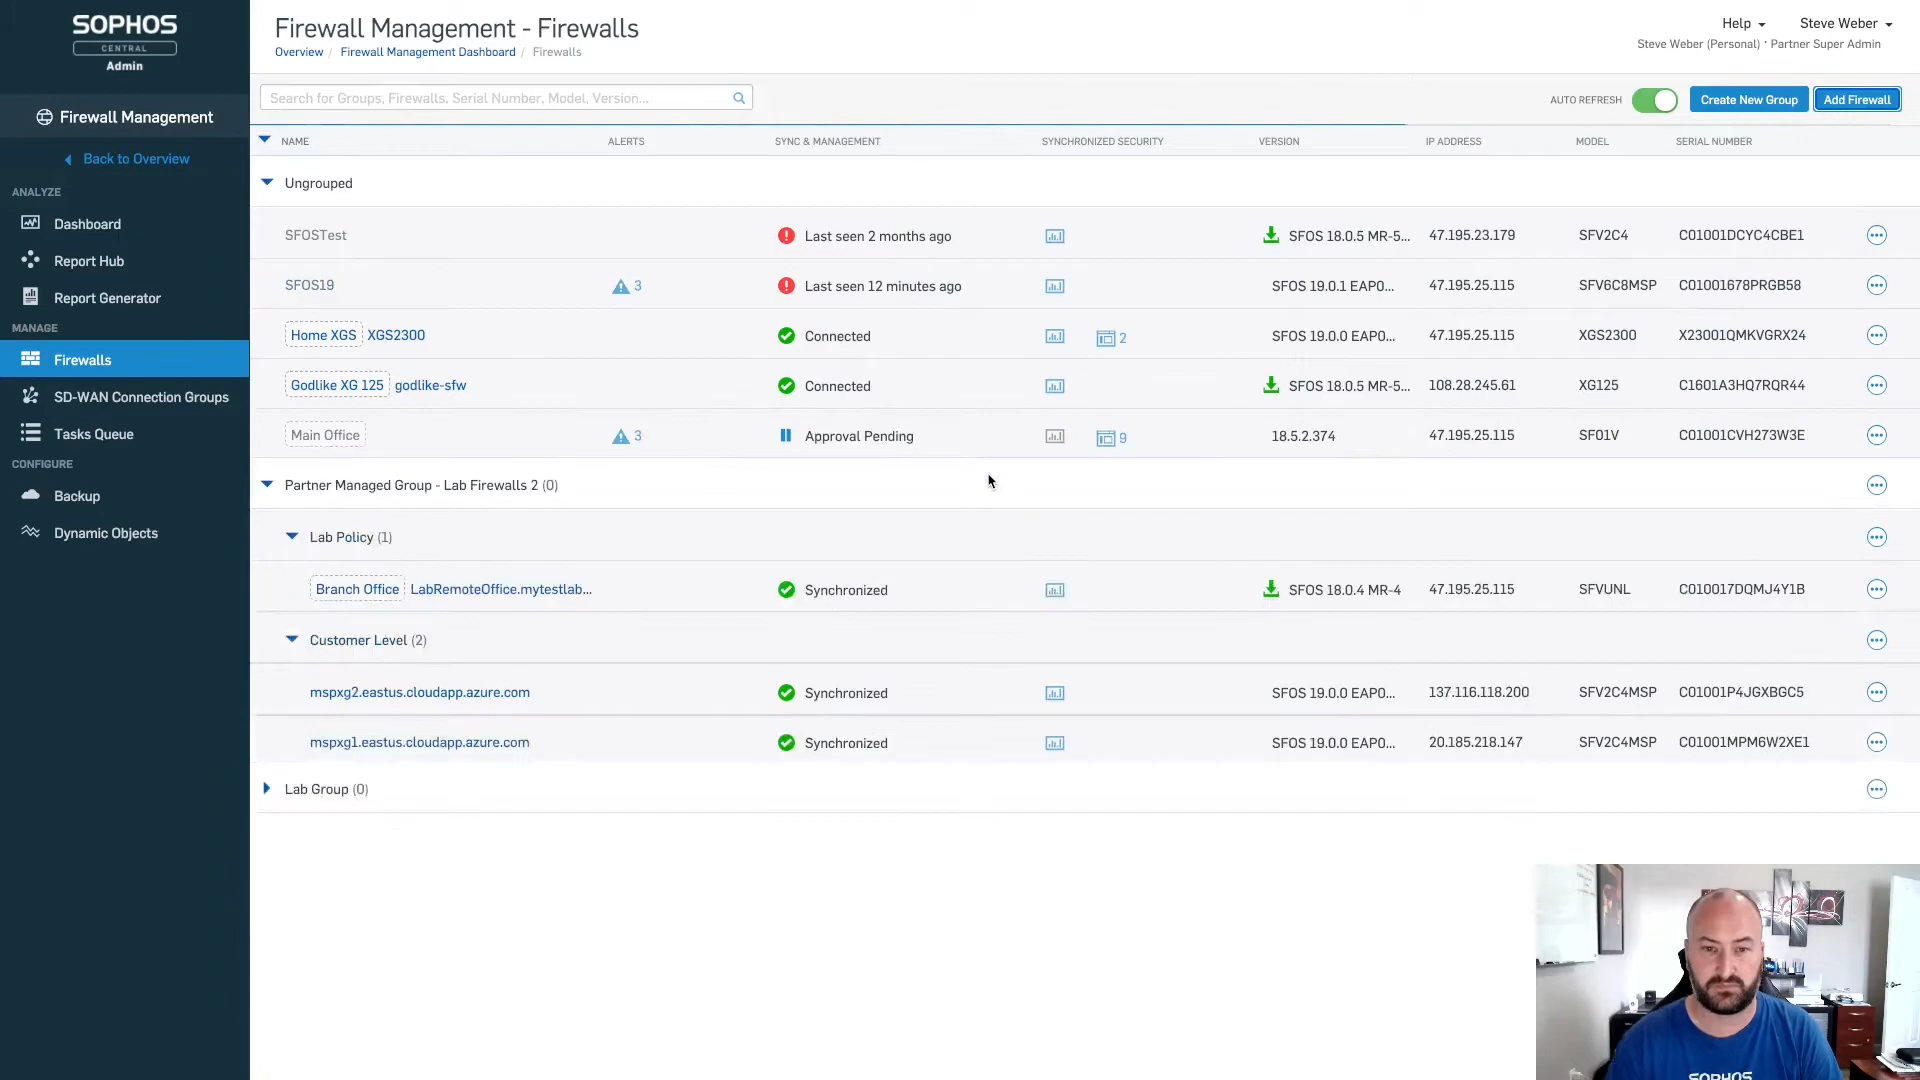 SOPHOS
CENTRAL
Admin
Firewall Management
Back to Overview
ANALYZE
Dashboard
Report Hub
Report Generator
MANAGE
Firewalls
SD-WAN Connection Groups
Tasks Queue
CONFIGURE
Backup
Dynamic Objects
Firewall Management - Firewalls
Overview / Firewall Management Dashboard / Firewalls
Help
Steve Weber
Steve Weber (Personal) · Partner Super Admin
Search for Groups, Firewalls, Serial Number, Model, Version...
AUTO REFRESH
Create New Group
Add Firewall
NAME ALERTS SYNC & MANAGEMENT SYNCHRONIZED SECURITY VERSION IP ADDRESS MODEL SERIAL NUMBER
Ungrouped
SFOSTest Last seen 2 months ago SFOS 18.0.5 MR-5... 47.195.23.179 SFV2C4 C01001DCYC4CBE1
SFOS19 3 Last seen 12 minutes ago SFOS 19.0.1 EAP0... 47.195.25.115 SFV6C8MSP C01001678PRGB58
Home XGS XGS2300 Connected 2 SFOS 19.0.0 EAP0... 47.195.25.115 XGS2300 X23001QMKVGRX24
Godlike XG 125 godlike-sfw Connected SFOS 18.0.5 MR-5... 108.28.245.61 XG125 C1601A3HQ7RQR44
Main Office 3 Approval Pending 9 18.5.2.374 47.195.25.115 SF01V C01001CVH273W3E
Partner Managed Group - Lab Firewalls 2 (0)
Lab Policy (1)
Branch Office LabRemoteOffice.mytestlab... Synchronized SFOS 18.0.4 MR-4 47.195.25.115 SFVUNL C010017DQMJ4Y1B
Customer Level (2)
mspxg2.eastus.cloudapp.azure.com Synchronized SFOS 19.0.0 EAP0... 137.116.118.200 SFV2C4MSP C01001P4JGXBGC5
mspxg1.eastus.cloudapp.azure.com Synchronized SFOS 19.0.0 EAP0... 20.185.218.147 SFV2C4MSP C01001MPM6W2XE1
Lab Group (0)
SOPHOS